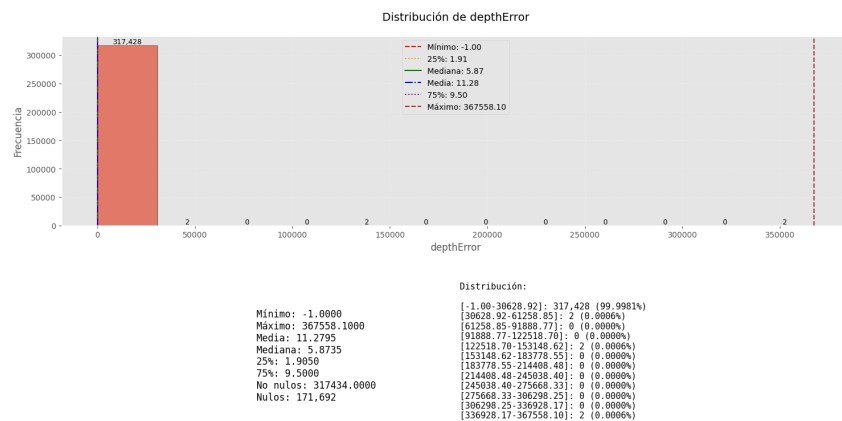 Distribución de depthError
317,428
2
0
0
2
0
0
0
0
0
0
2
Mínimo: -1.00
25%: 1.91
Mediana: 5.87
Media: 11.28
75%: 9.50
Máximo: 367558.10
Frecuencia
300000
250000
200000
150000
100000
50000
0
0
50000
100000
150000
200000
250000
300000
350000
depthError
Mínimo: -1.0000
Máximo: 367558.1000
Media: 11.2795
Mediana: 5.8735
25%: 1.9050
75%: 9.5000
No nulos: 317434.0000
Nulos: 171,692
Distribución:
[-1.00-30628.92]: 317,428 (99.9981%)
[30628.92-61258.85]: 2 (0.0006%)
[61258.85-91888.77]: 0 (0.0000%)
[91888.77-122518.70]: 0 (0.0000%)
[122518.70-153148.62]: 2 (0.0006%)
[153148.62-183778.55]: 0 (0.0000%)
[183778.55-214408.48]: 0 (0.0000%)
[214408.48-245038.40]: 0 (0.0000%)
[245038.40-275668.33]: 0 (0.0000%)
[275668.33-306298.25]: 0 (0.0000%)
[306298.25-336928.17]: 0 (0.0000%)
[336928.17-367558.10]: 2 (0.0006%)